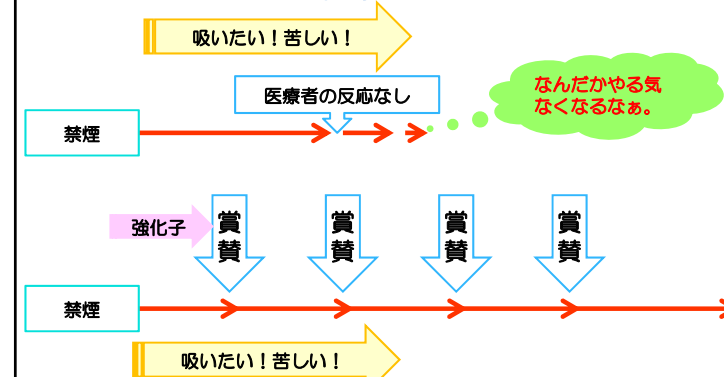 吸いたい！苦しい！
医療者の反応なし
なんだかやる気
なくなるなぁ。
禁煙
強化子
賞賛
賞賛
賞賛
賞賛
禁煙
吸いたい！苦しい！